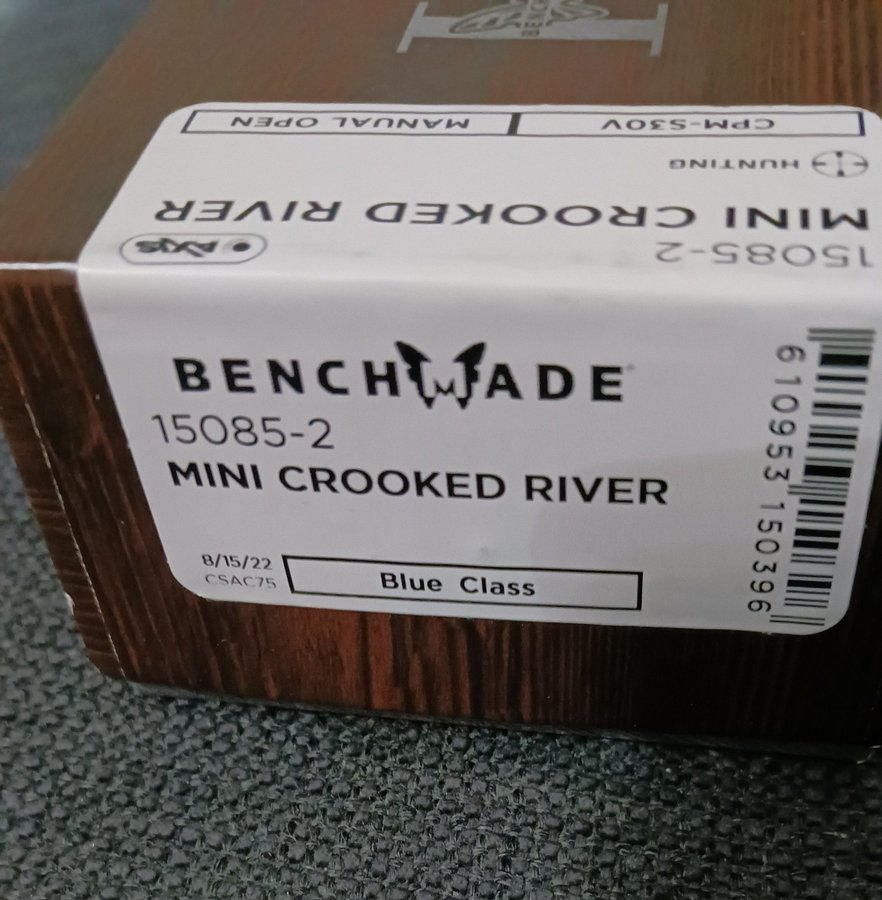 MANUAL OPEN
CPM-S30V
HUNTING
MINI CROOKED RIVER
15085-2
AXIS
BENCHMADE
15085-2
MINI CROOKED RIVER
8/15/22
CSAC75
Blue Class
6 10953 15039 6